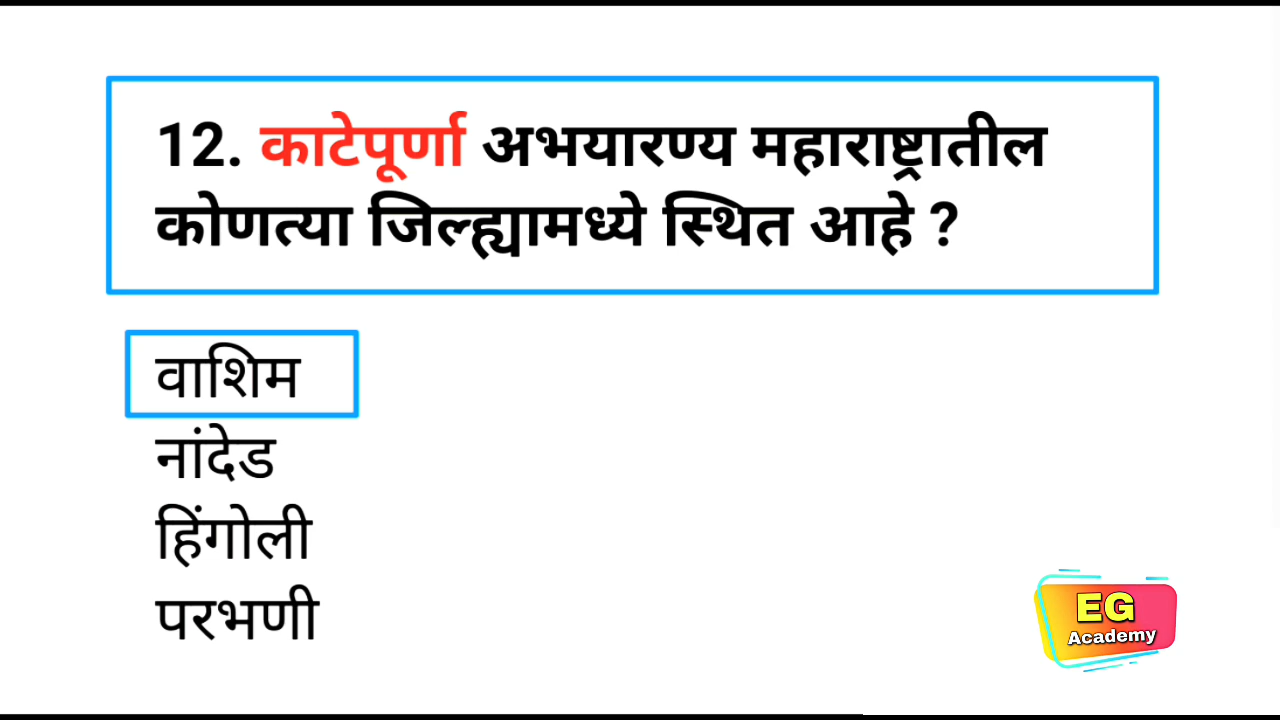 12. काटेपूर्णा अभयारण्य महाराष्ट्रातील
कोणत्या जिल्ह्यामध्ये स्थित आहे ?
वाशिम
नांदेड
हिंगोली
परभणी
EG
Academy